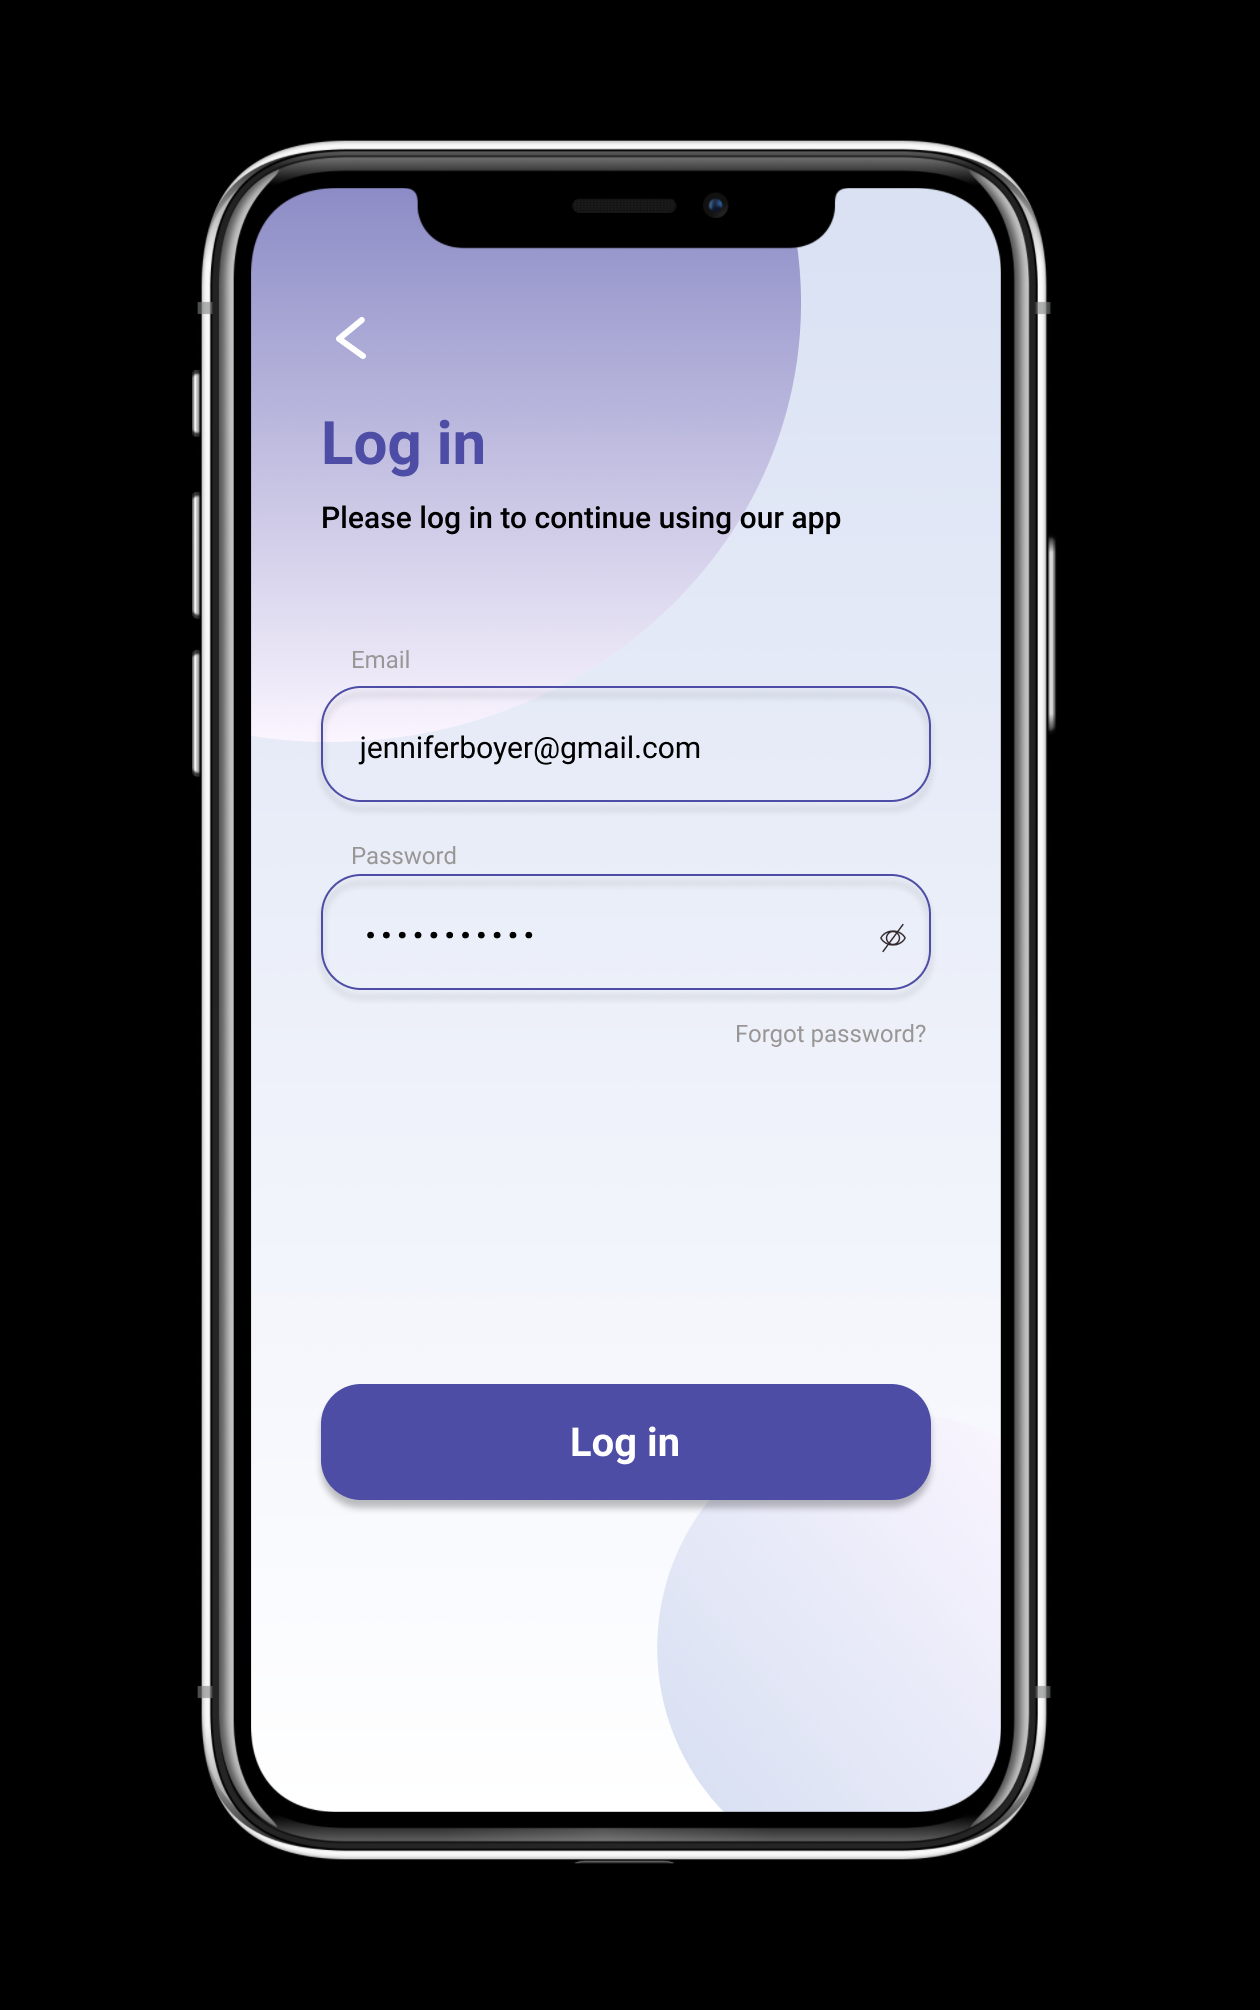 Log in
Please log in to continue using our app
Email
jenniferboyer@gmail.com
Password
•••••••••••
Forgot password?
Log in